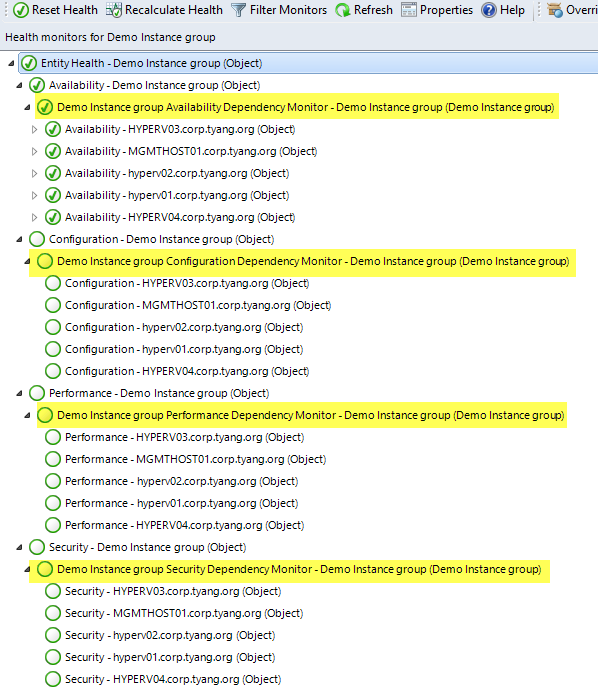 Reset Health Recalculate Health Filter Monitors Refresh Properties Help Overri
Health monitors for Demo Instance group
Entity Health - Demo Instance group (Object)
Availability - Demo Instance group (Object)
Demo Instance group Availability Dependency Monitor - Demo Instance group (Demo Instance group)
Availability - HYPERV03.corp.tyang.org (Object)
Availability - MGMTHOST01.corp.tyang.org (Object)
Availability - hyperv02.corp.tyang.org (Object)
Availability - hyperv01.corp.tyang.org (Object)
Availability - HYPERV04.corp.tyang.org (Object)
Configuration - Demo Instance group (Object)
Demo Instance group Configuration Dependency Monitor - Demo Instance group (Demo Instance group)
Configuration - HYPERV03.corp.tyang.org (Object)
Configuration - MGMTHOST01.corp.tyang.org (Object)
Configuration - hyperv02.corp.tyang.org (Object)
Configuration - hyperv01.corp.tyang.org (Object)
Configuration - HYPERV04.corp.tyang.org (Object)
Performance - Demo Instance group (Object)
Demo Instance group Performance Dependency Monitor - Demo Instance group (Demo Instance group)
Performance - HYPERV03.corp.tyang.org (Object)
Performance - MGMTHOST01.corp.tyang.org (Object)
Performance - hyperv02.corp.tyang.org (Object)
Performance - hyperv01.corp.tyang.org (Object)
Performance - HYPERV04.corp.tyang.org (Object)
Security - Demo Instance group (Object)
Demo Instance group Security Dependency Monitor - Demo Instance group (Demo Instance group)
Security - HYPERV03.corp.tyang.org (Object)
Security - MGMTHOST01.corp.tyang.org (Object)
Security - hyperv02.corp.tyang.org (Object)
Security - hyperv01.corp.tyang.org (Object)
Security - HYPERV04.corp.tyang.org (Object)